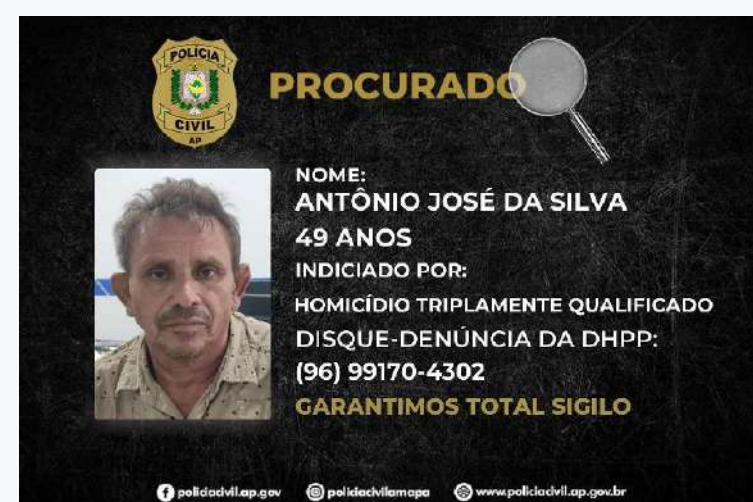 POLÍCIA
CIVIL
AP
PROCURADO
NOME:
ANTÔNIO JOSÉ DA SILVA
49 ANOS
INDICIADO POR:
HOMICÍDIO TRIPLAMENTE QUALIFICADO
DISQUE-DENÚNCIA DA DHPP:
(96) 99170-4302
GARANTIMOS TOTAL SIGILO
policiacivil.ap.gov
policiacivilamapa
www.policiacivil.ap.gov.br